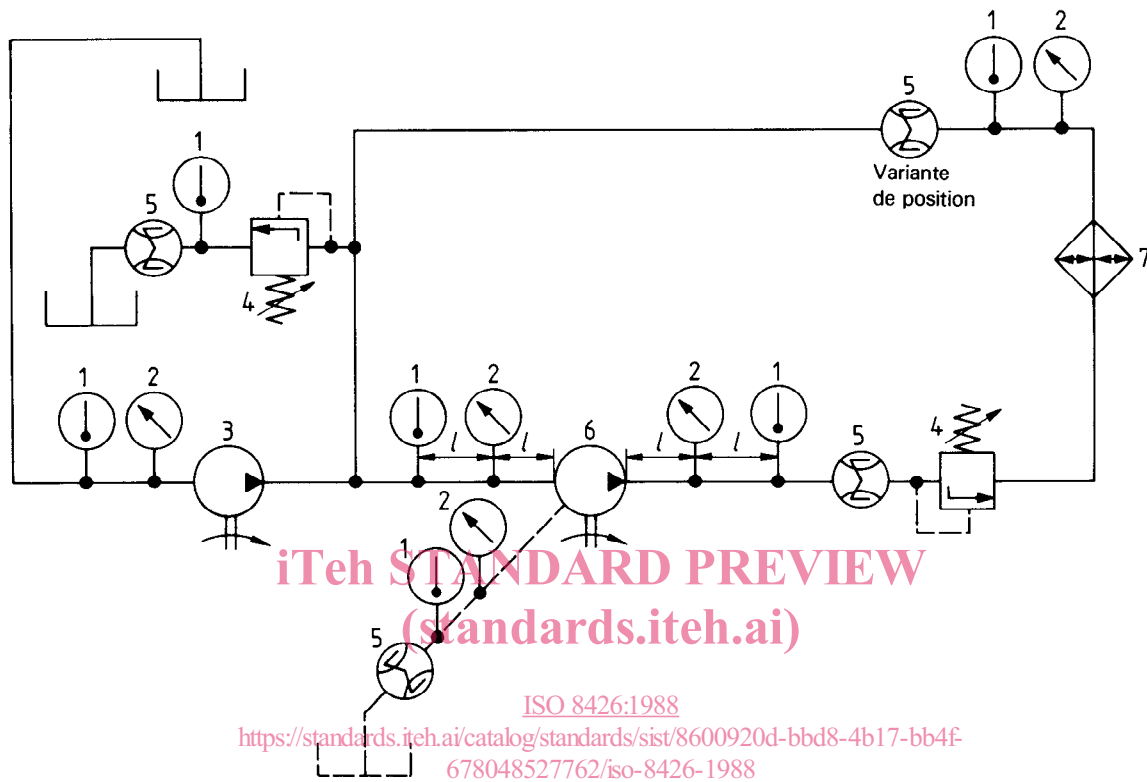 1 2
5
Variante
de position
1
5
4
7
1 2 3
1 2 6 2 1
l l l l
5 4
2
1
iTeh STANDARD PREVIEW
(standards.iteh.ai)
5
ISO 8426:1988
https://standards.iteh.ai/catalog/standards/sist/8600920d-bbd8-4b17-bb4f-
678048527762/iso-8426-1988